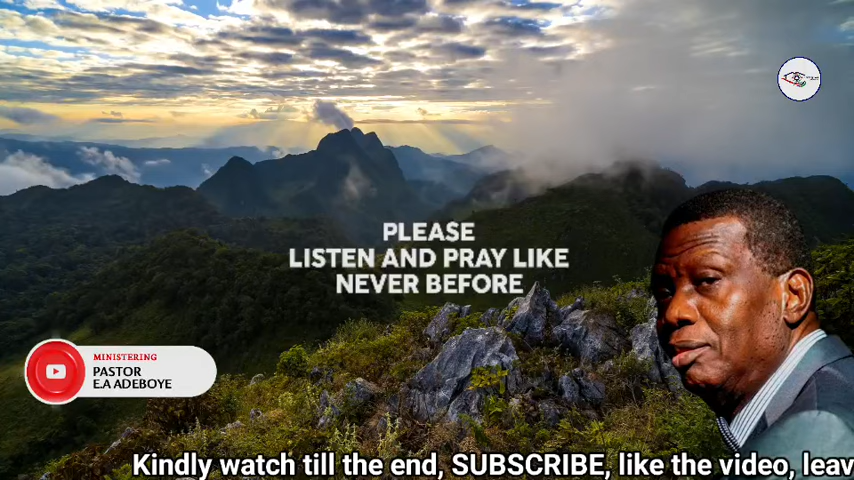 PLEASE
LISTEN AND PRAY LIKE
NEVER BEFORE
MINISTERING
PASTOR
E.A ADEBOYE
Kindly watch till the end, SUBSCRIBE, like the video, leav